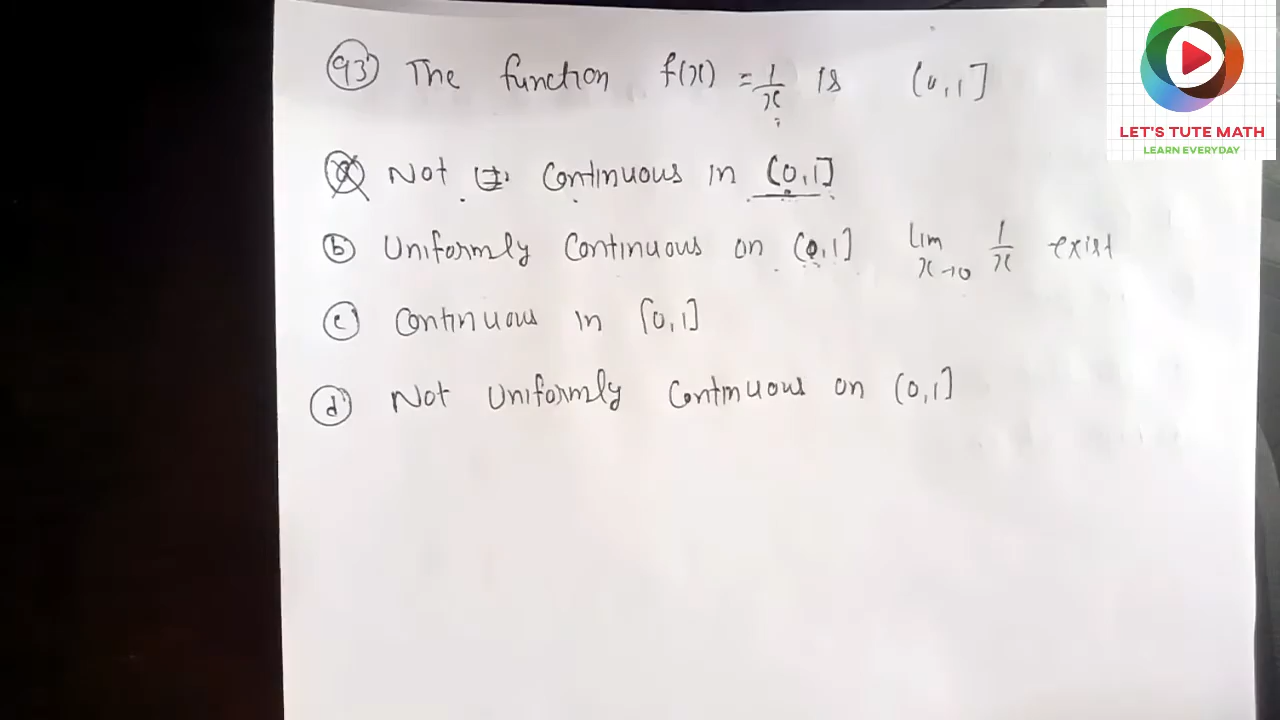 93 The function f(x) = 1/x is (0,1]
LET'S TUTE MATH
LEARN EVERYDAY
a Not continuous in (0,1]
b Uniformly continuous on (0,1] lim x→0 1/x exist
c continuous in [0,1]
d Not uniformly continuous on (0,1]